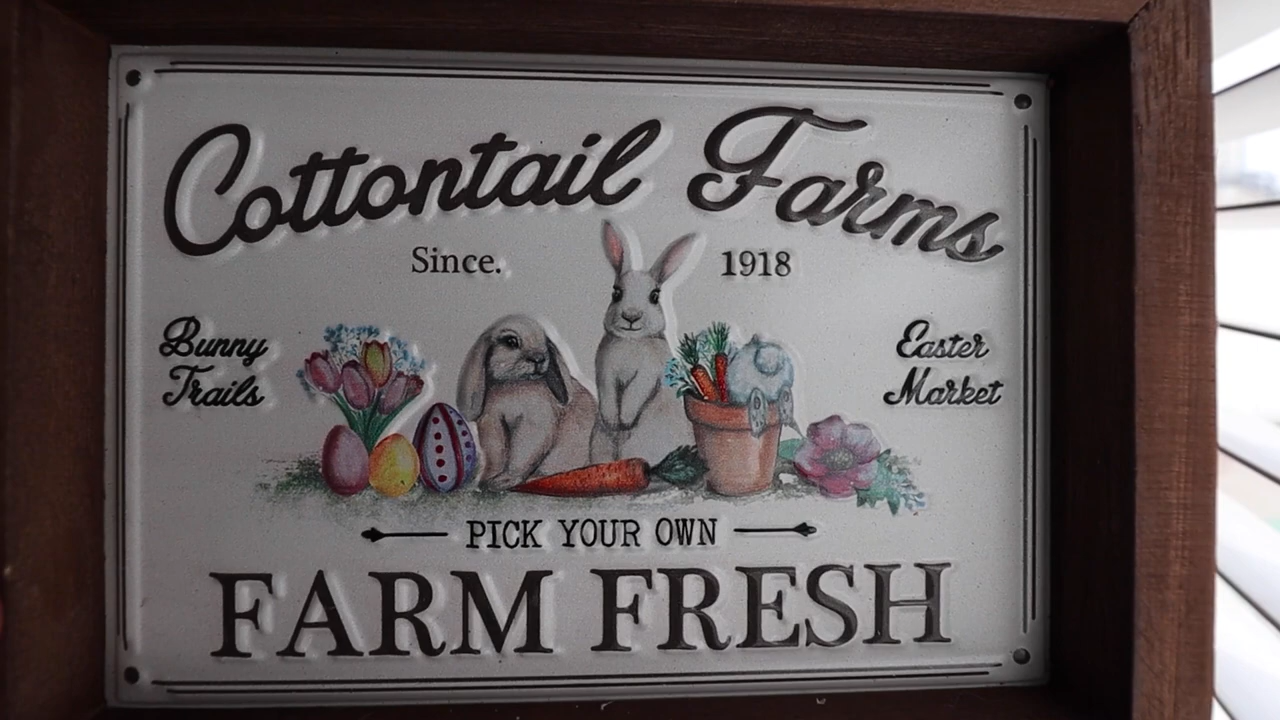 Cottontail Farms
Since. 1918
Bunny
Trails
Easter
Market
PICK YOUR OWN
FARM FRESH